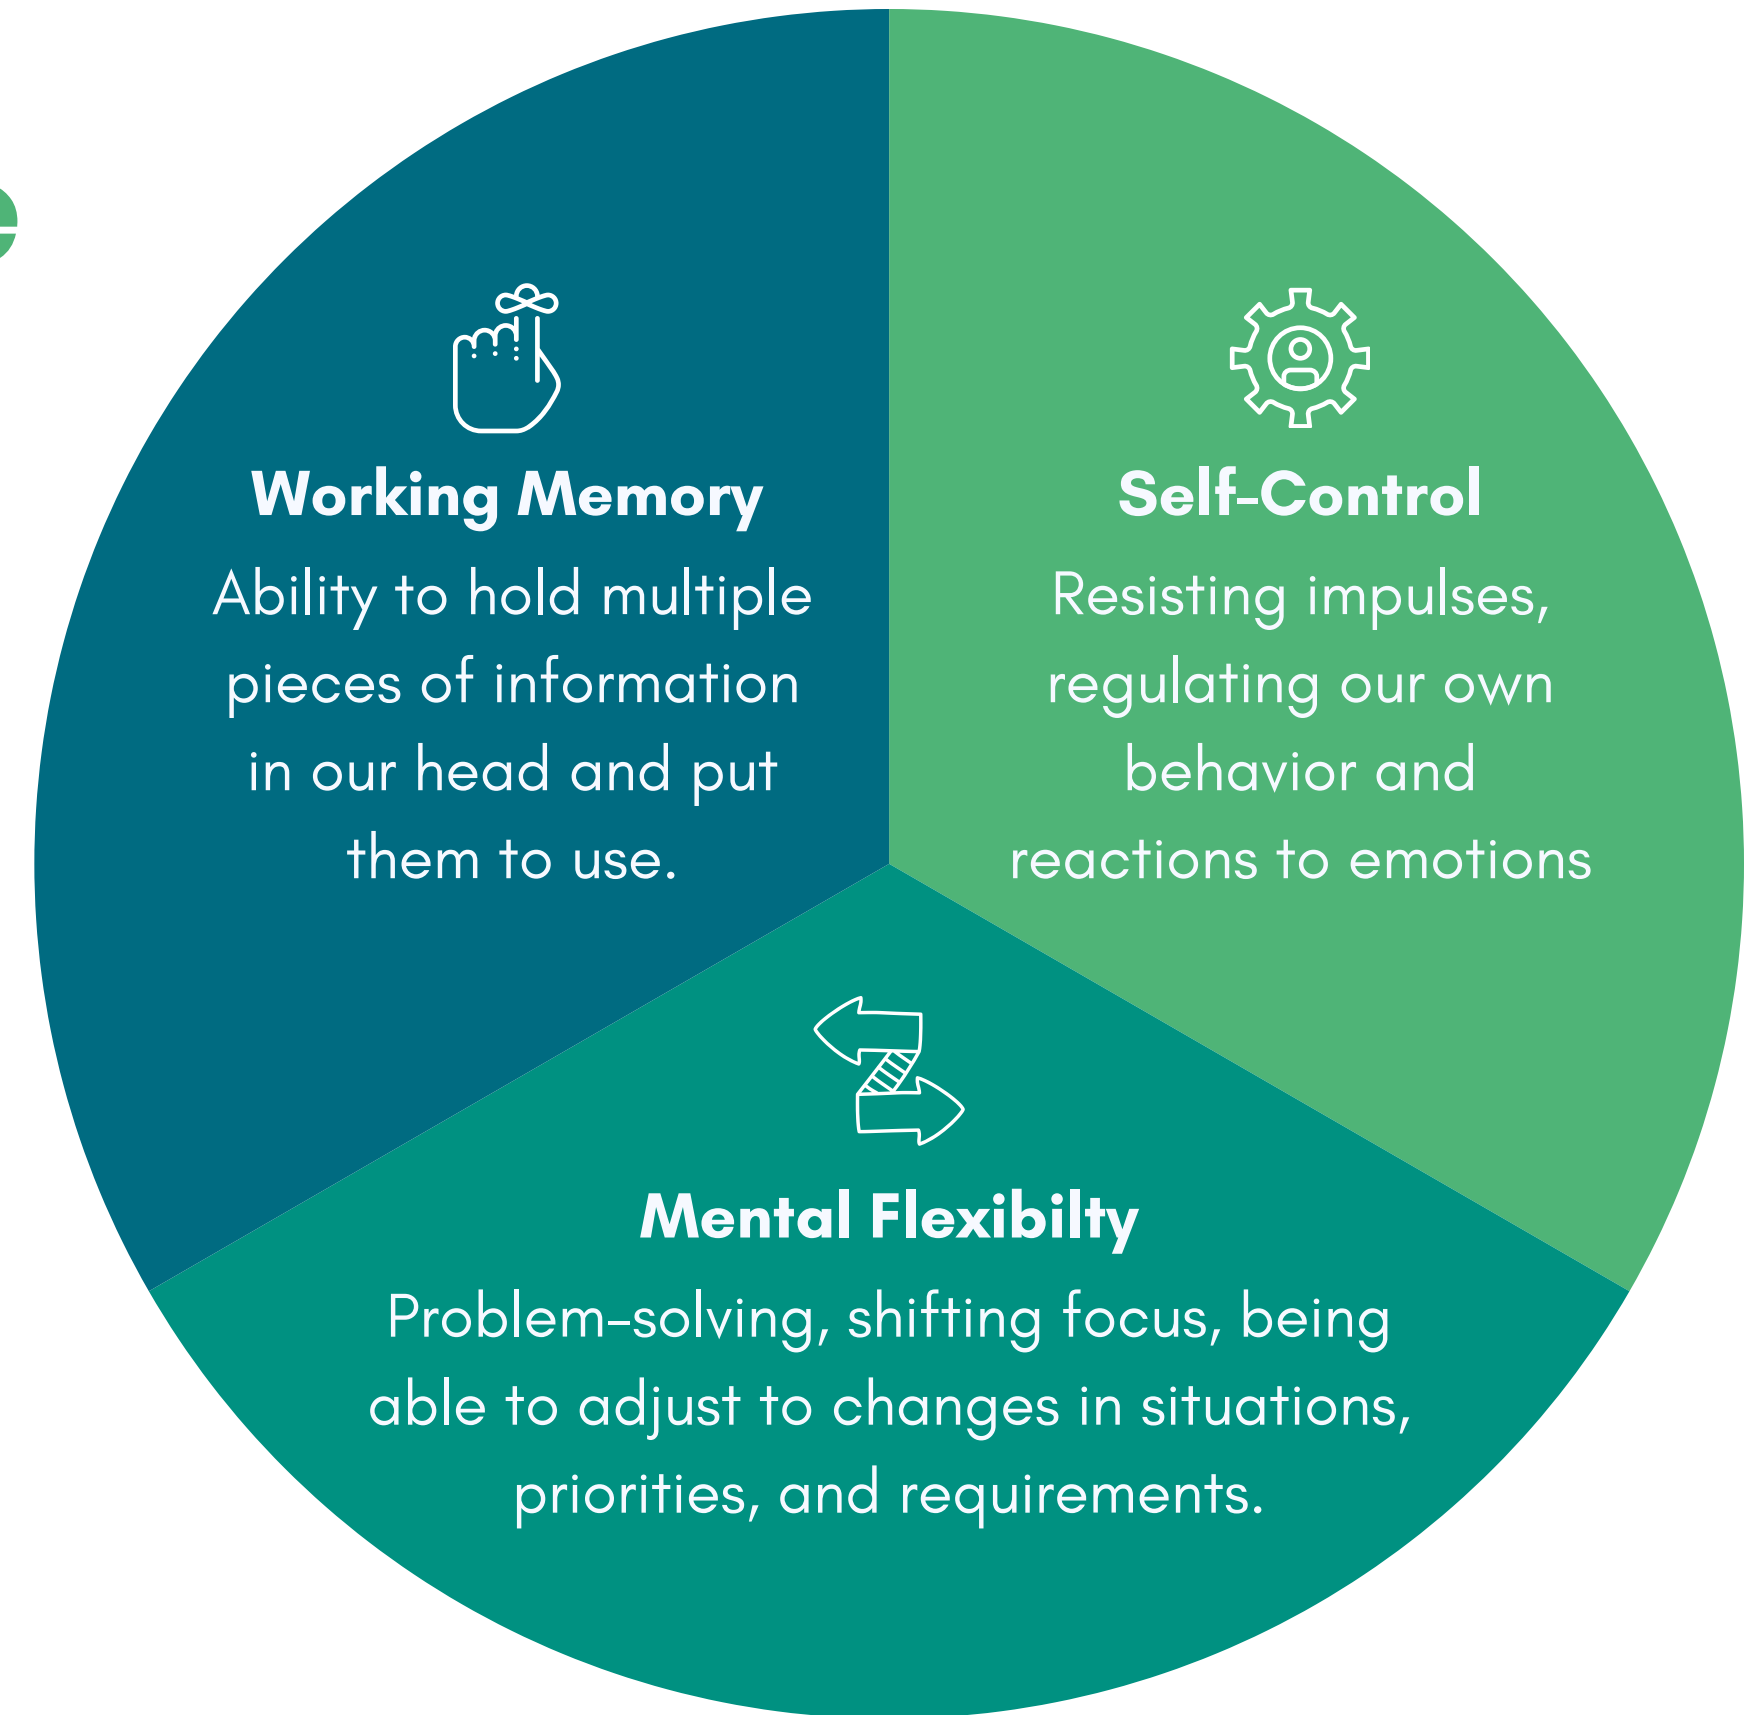 Working Memory
Ability to hold multiple
pieces of information
in our head and put
them to use.
Self-Control
Resisting impulses,
regulating our own
behavior and
reactions to emotions
Mental Flexibilty
Problem-solving, shifting focus, being
able to adjust to changes in situations,
priorities, and requirements.